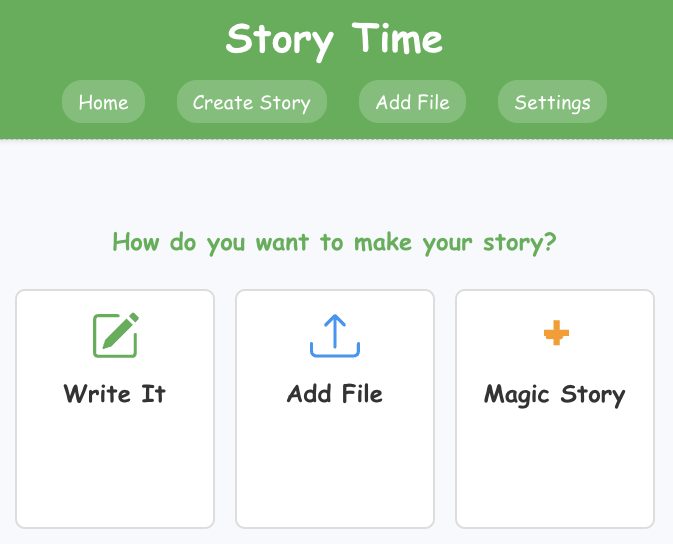 Story Time
Home Create Story Add File Settings
How do you want to make your story?
Write It Add File Magic Story